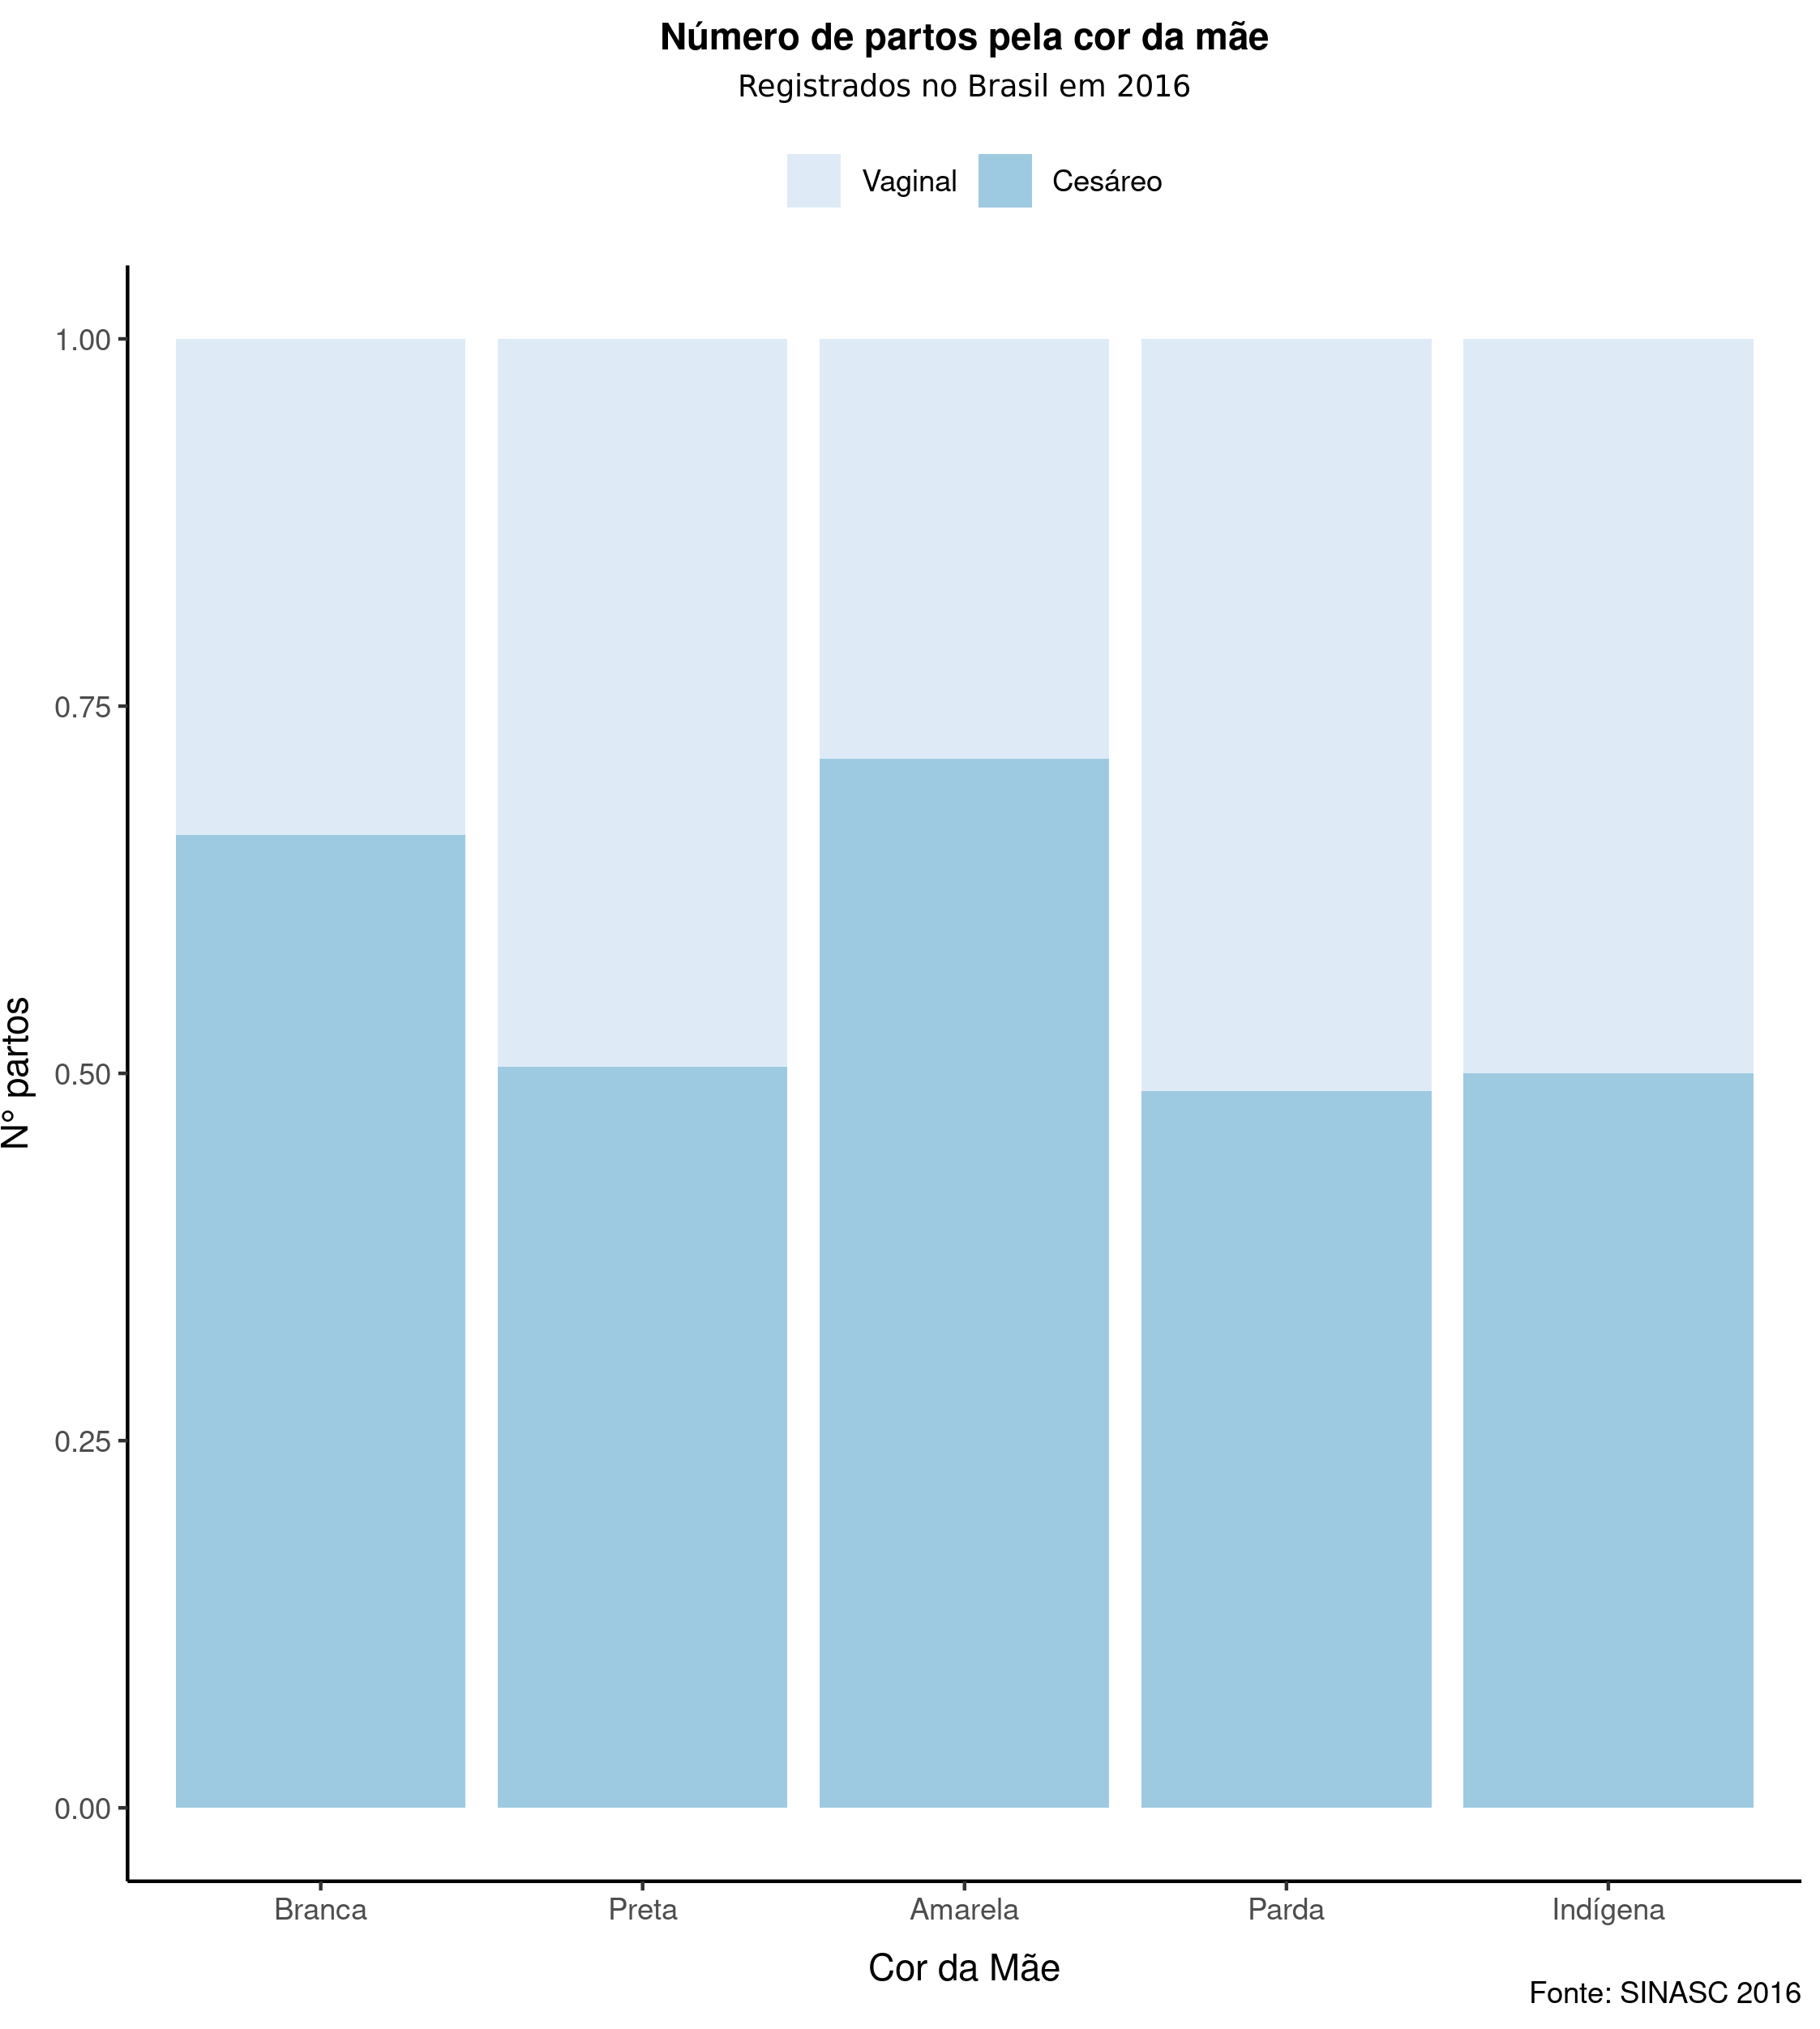 Número de partos pela cor da mãe
Registrados no Brasil em 2016
Vaginal Cesáreo
1.00
0.75
0.50
0.25
0.00
N° partos
Branca Preta Amarela Parda Indígena
Cor da Mãe
Fonte: SINASC 2016